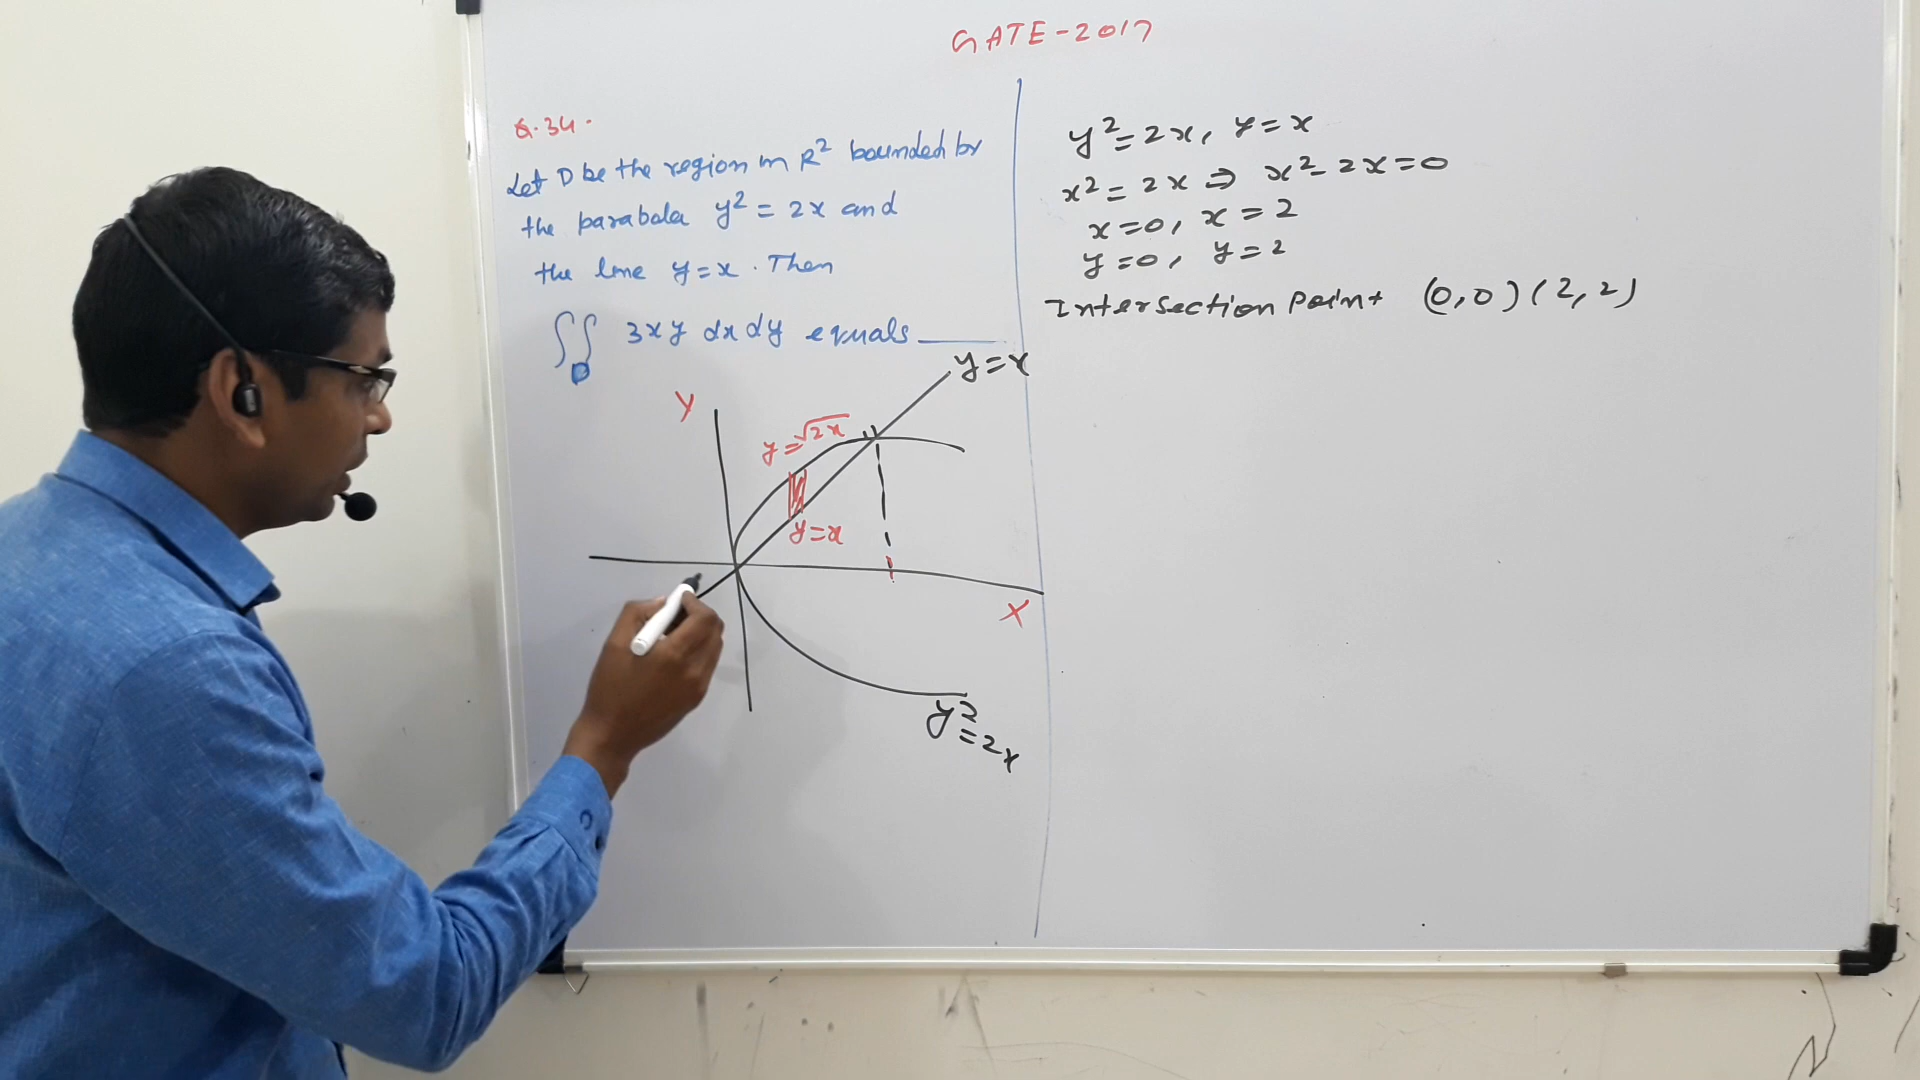 GATE-2017
Q.34.
Let D be the region in R² bounded by
the parabola y² = 2x and
the line y=x. Then
∬_D 3xy dx dy equals ______
y=x
Y
y=√2x
y=x
X
y²=2x
y²=2x, y=x
x²=2x ⇒ x²-2x=0
x=0, x=2
y=0, y=2
Intersection Point (0,0) (2,2)